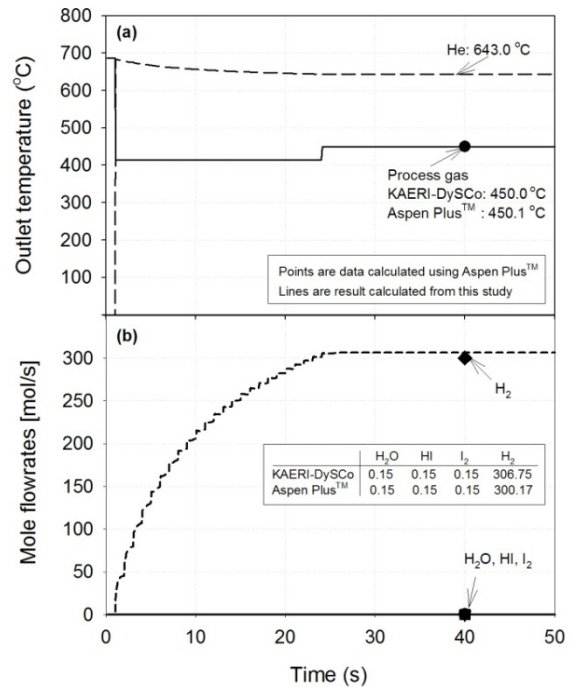 (a)
Outlet temperature (°C)
800
700
600
500
400
300
200
100
He: 643.0 °C
Process gas
KAERI-DySCo: 450.0 °C
Aspen Plus™ : 450.1 °C
Points are data calculated using Aspen Plus™
Lines are result calculated from this study
(b)
Mole flowrates [mol/s]
300
250
200
150
100
50
0
H₂
H₂O HI I₂ H₂
KAERI-DySCo 0.15 0.15 0.15 306.75
Aspen Plus™ 0.15 0.15 0.15 300.17
H₂O, HI, I₂
0 10 20 30 40 50
Time (s)